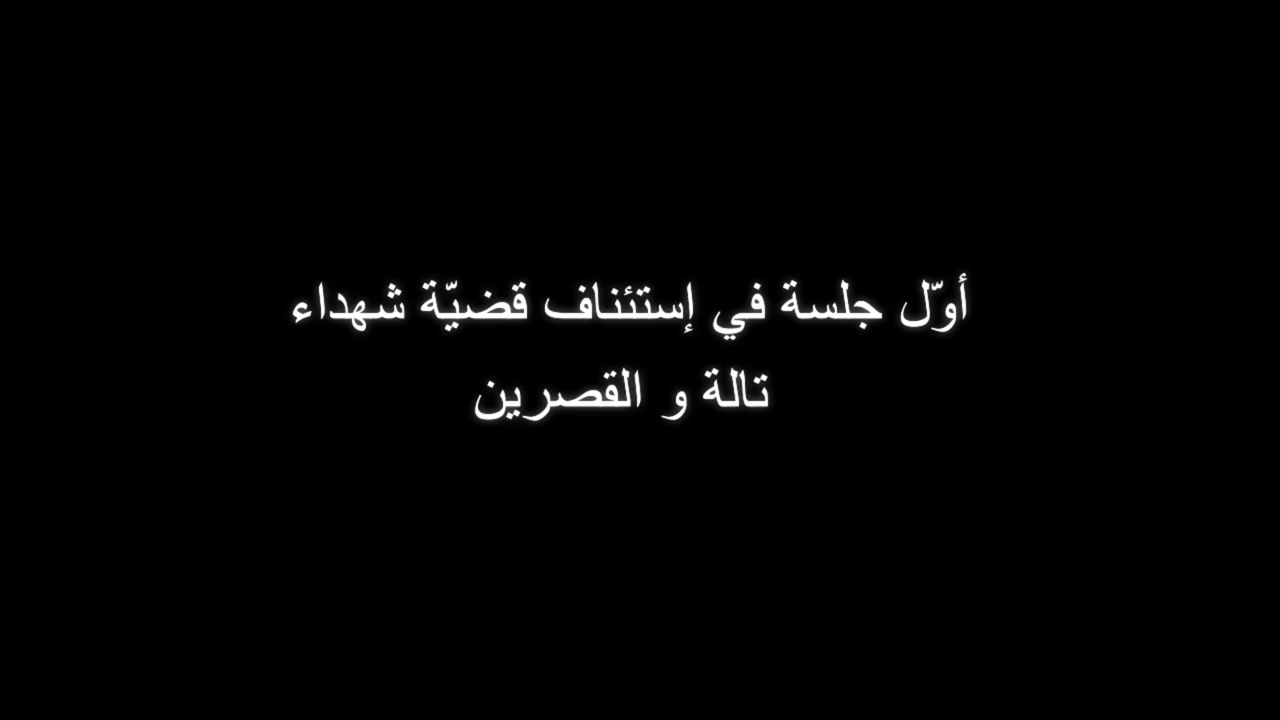 أوّل جلسة في إستئناف قضيّة شهداء
تالة و القصرين